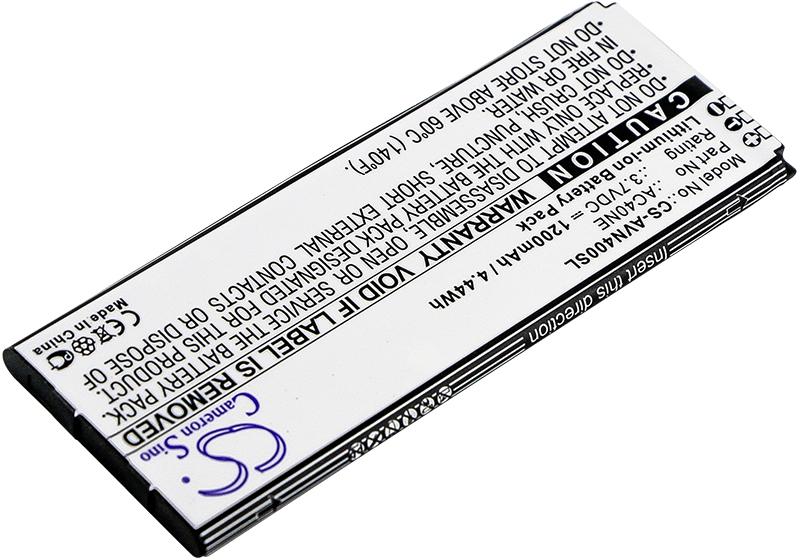 Insert this direction
Model No.: CS-AVN400SL
Part No.: AC40NE
Rating : 3.7VDC = 1200mAh / 4.44Wh
Lithium-Ion Battery Pack
CAUTION WARRANTY VOID IF LABEL IS REMOVED
•DO NOT ATTEMPT TO DISASSEMBLE, OPEN OR SERVICE THE BATTERY PACK.
•REPLACE ONLY WITH THE BATTERY PACK DESIGNATED FOR THIS PRODUCT.
•DO NOT CRUSH, PUNCTURE, SHORT EXTERNAL CONTACTS OR DISPOSE OF
IN FIRE OR WATER.
•DO NOT STORE ABOVE 60°C (140°F).
CE
Made in China
CS
Cameron Sino